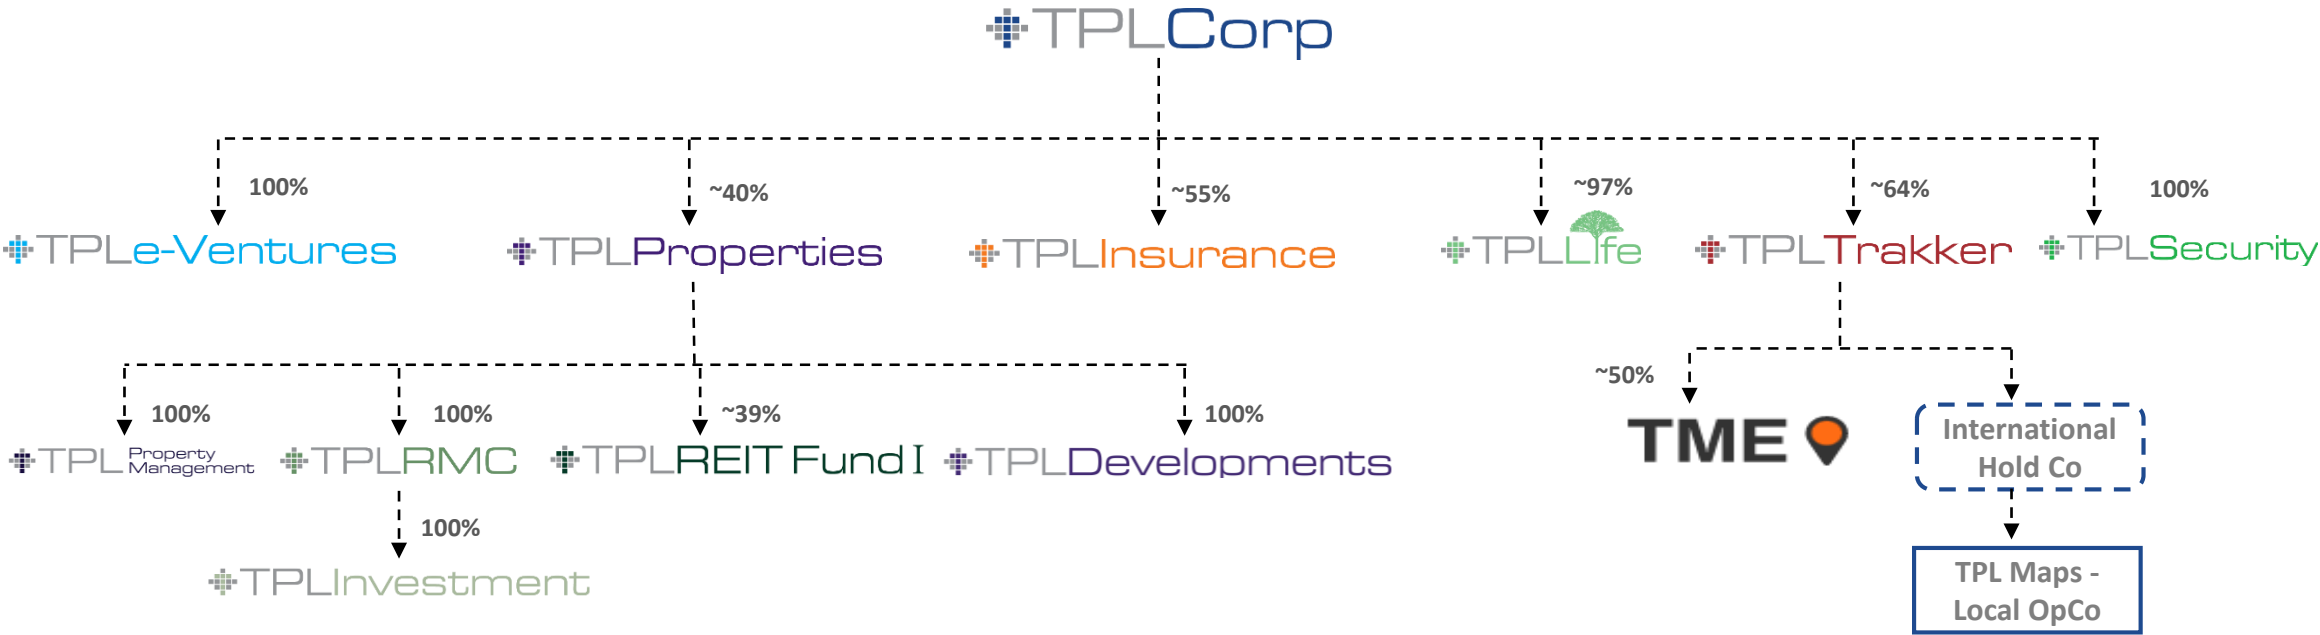 TPLCorp
100%
~40%
~55%
~97%
~64%
100%
TPLe-Ventures
TPLProperties
TPLInsurance
TPLLife
TPLTrakker
TPLSecurity
~50%
100%
100%
~39%
100%
TME
International
Hold Co
TPL Property
Management
TPLRMC
TPLREIT Fund I
TPLDevelopments
100%
TPLInvestment
TPL Maps -
Local OpCo